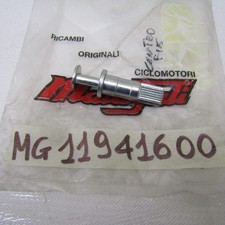 RICAMBI
ORIGINALI
CICLOMOTORI
Malaguti
MG 11941600